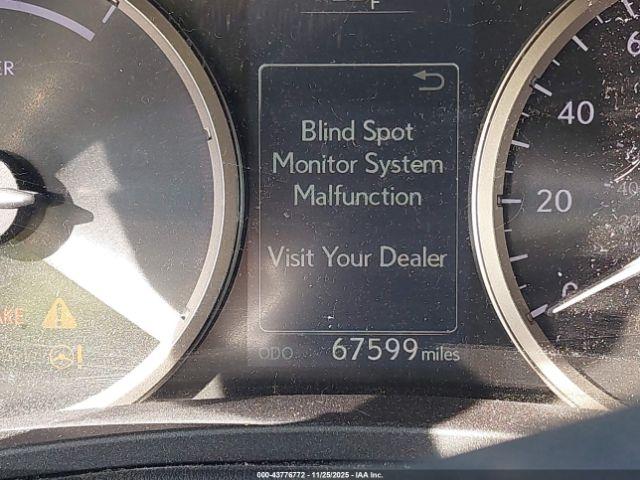 F
Blind Spot
Monitor System
Malfunction
Visit Your Dealer
ODO 67599 miles
40
20
0
000-43776772 - 11/25/2025 - IAA Inc.